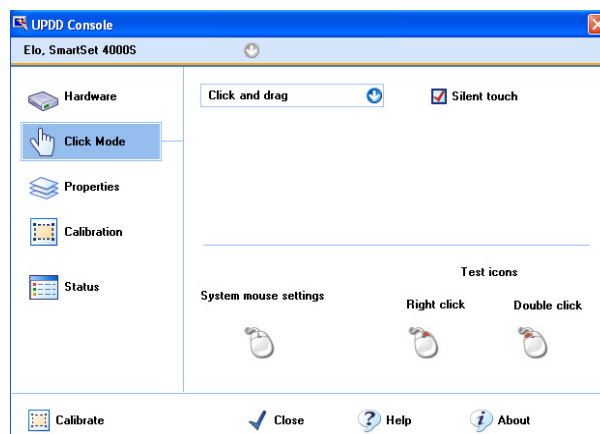 UPDD Console
Elo, SmartSet 4000S
Hardware
Click and drag
Silent touch
Click Mode
Properties
Calibration
Status
Test icons
System mouse settings
Right click
Double click
Calibrate
Close
Help
About